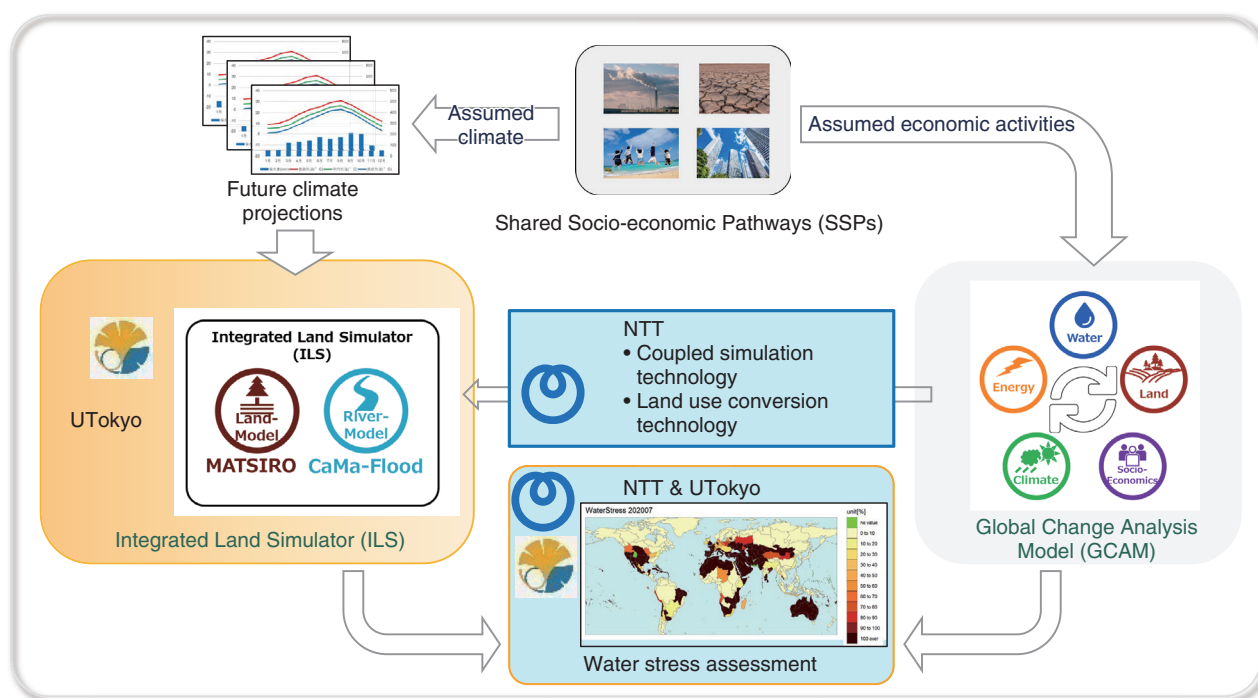 Assumed
climate
Assumed economic activities
Future climate
projections
Shared Socio-economic Pathways (SSPs)
Integrated Land Simulator
(ILS)
Land-
Model
MATSIRO
River-
Model
CaMa-Flood
UTokyo
Integrated Land Simulator (ILS)
NTT
• Coupled simulation
technology
• Land use conversion
technology
Water
Energy
Land
Climate
Socio-
Economics
Global Change Analysis
Model (GCAM)
NTT & UTokyo
WaterStress 202007
unit[%]
no value
0 to 10
10 to 20
20 to 30
30 to 40
40 to 50
50 to 60
60 to 70
70 to 80
80 to 90
90 to 100
100 over
Water stress assessment